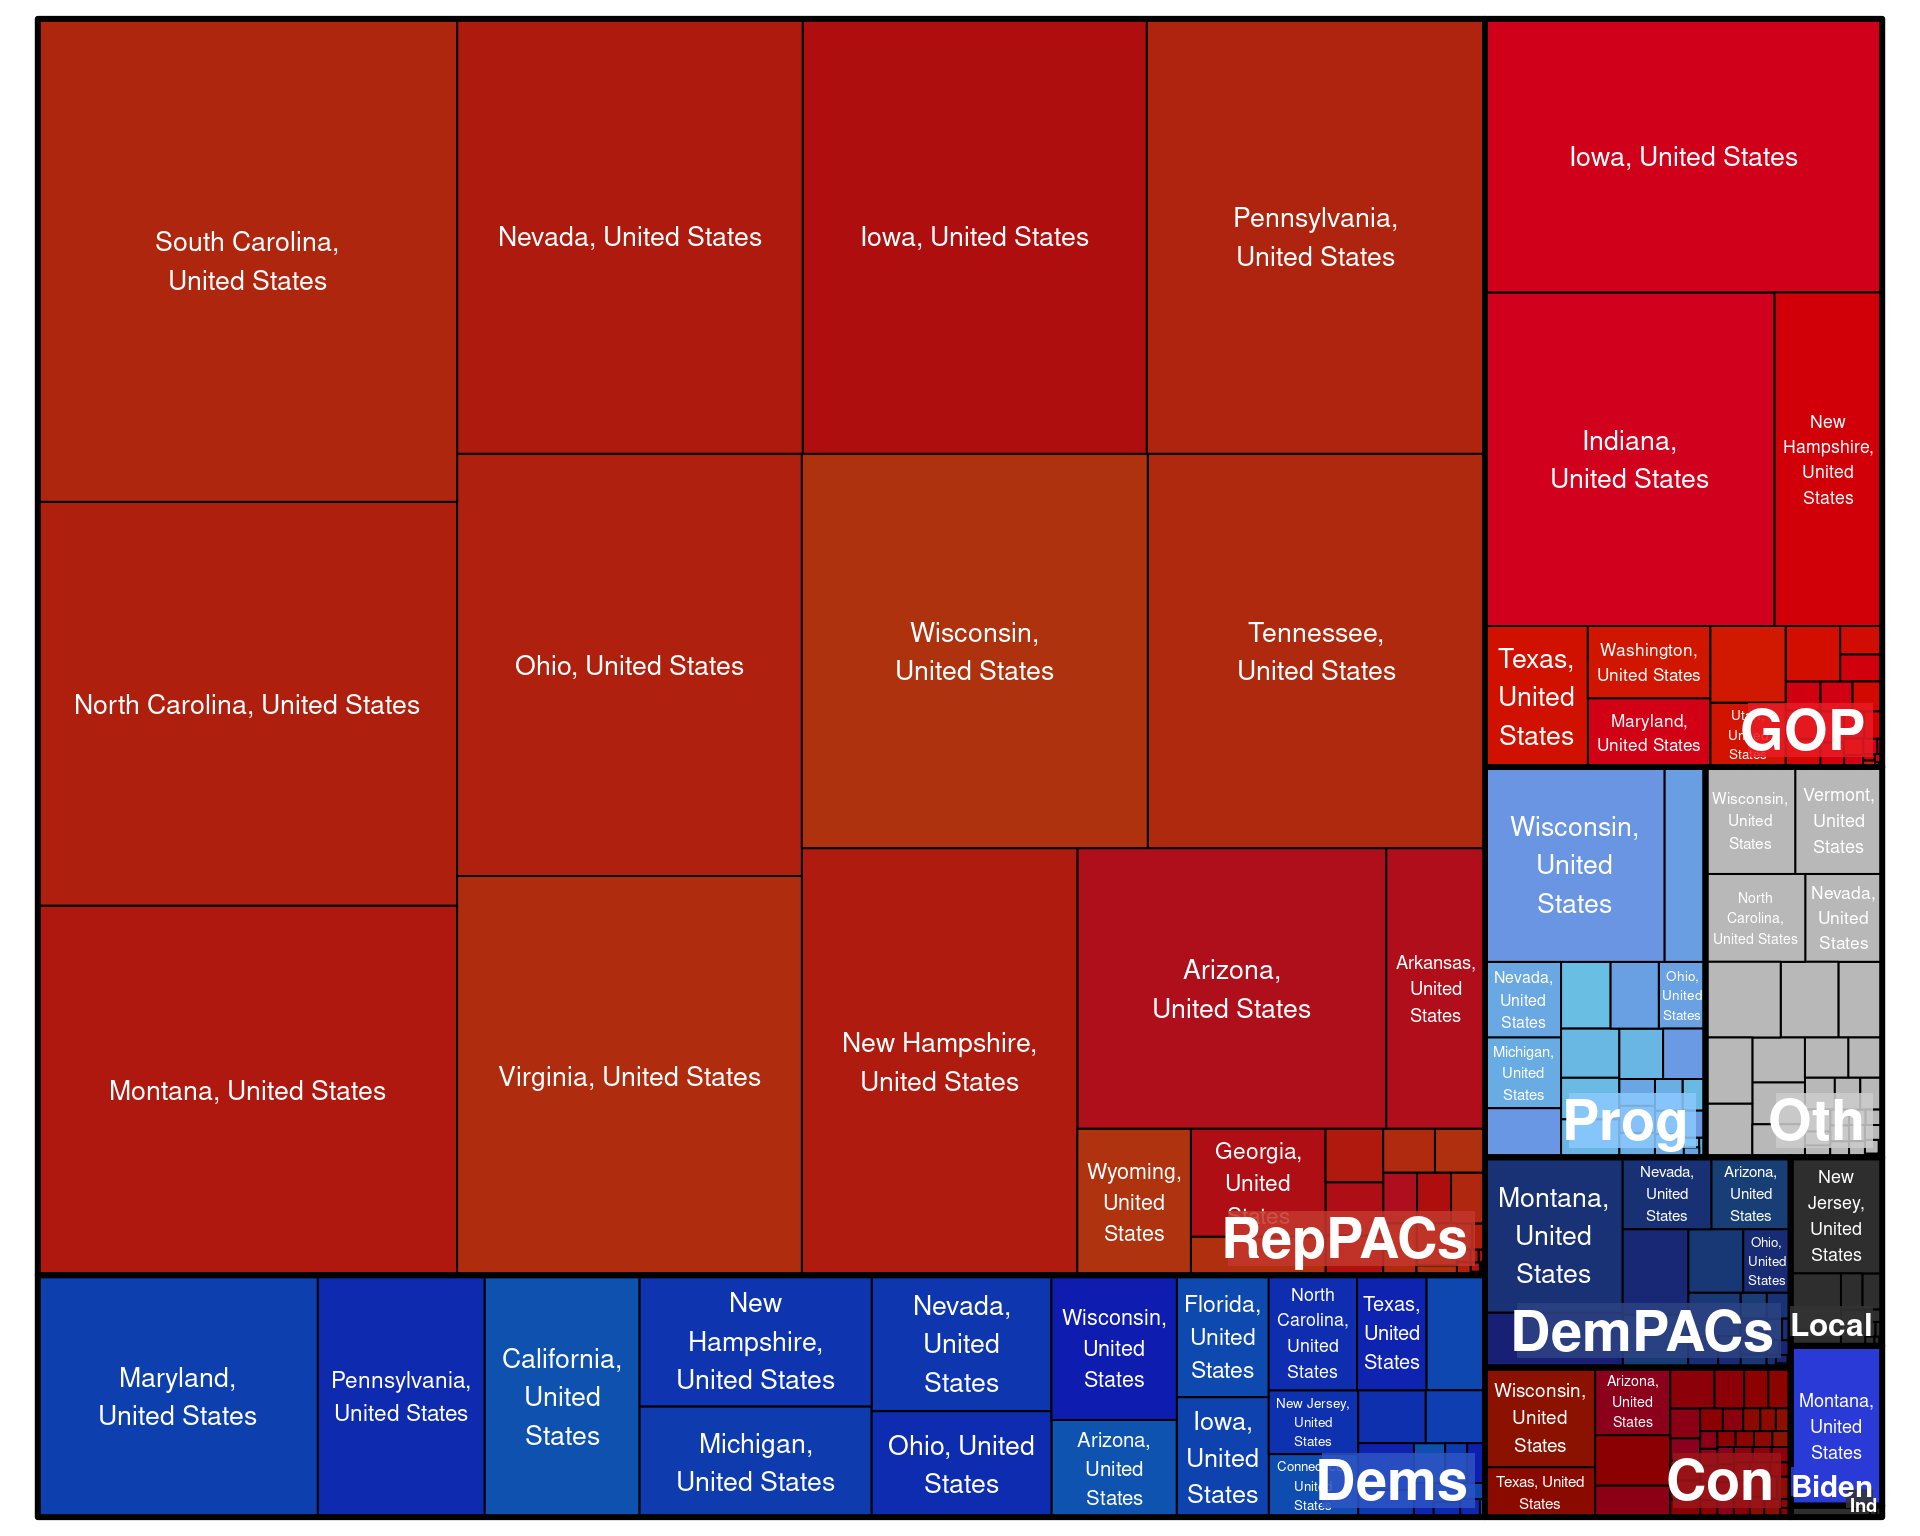 South Carolina,
United States
Nevada, United States
Iowa, United States
Pennsylvania,
United States
North Carolina, United States
Ohio, United States
Wisconsin,
United States
Tennessee,
United States
Montana, United States
Virginia, United States
New Hampshire,
United States
Arizona,
United States
Arkansas,
United
States
Wyoming,
United
States
Georgia,
United
States
RepPACs
Iowa, United States
Indiana,
United States
New
Hampshire,
United
States
Texas,
United
States
Washington,
United States
Maryland,
United States
United
States
GOP
Wisconsin,
United
States
Nevada,
United
States
Ohio,
United
States
Michigan,
United
States
Prog
Wisconsin,
United
States
Vermont,
United
States
North
Carolina,
United States
Nevada,
United
States
Oth
Montana,
United
States
Nevada,
United
States
Arizona,
United
States
Ohio,
United
States
DemPACs
New
Jersey,
United
States
Local
Maryland,
United States
Pennsylvania,
United States
California,
United
States
New
Hampshire,
United States
Michigan,
United States
Nevada,
United
States
Ohio, United
States
Wisconsin,
United
States
Arizona,
United
States
Florida,
United
States
Iowa,
United
States
North
Carolina,
United
States
Texas,
United
States
New Jersey,
United
States
United
States
Dems
Wisconsin,
United
States
Texas, United
States
Arizona,
United
States
Con
Montana,
United
States
Biden
Ind